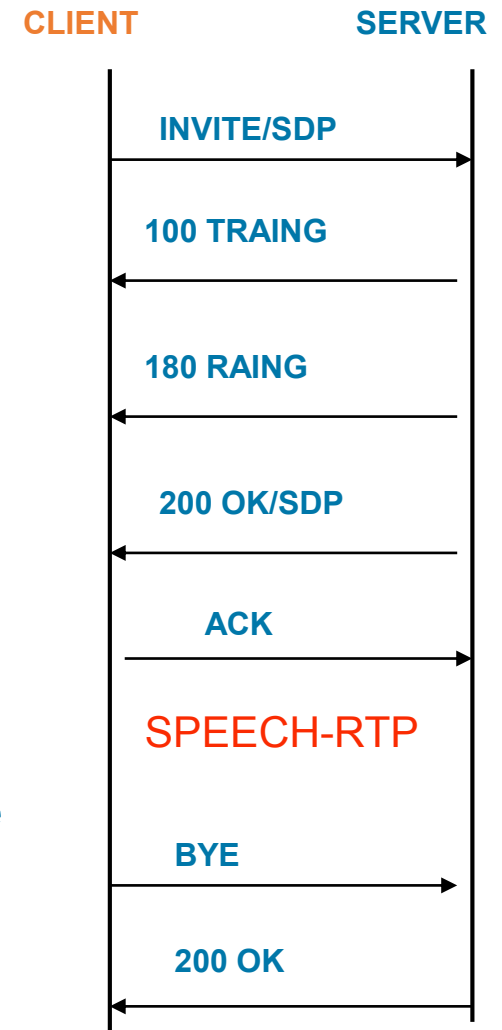 CLIENT SERVER
INVITE/SDP
100 TRAING
180 RAING
200 OK/SDP
ACK
SPEECH-RTP
BYE
200 OK